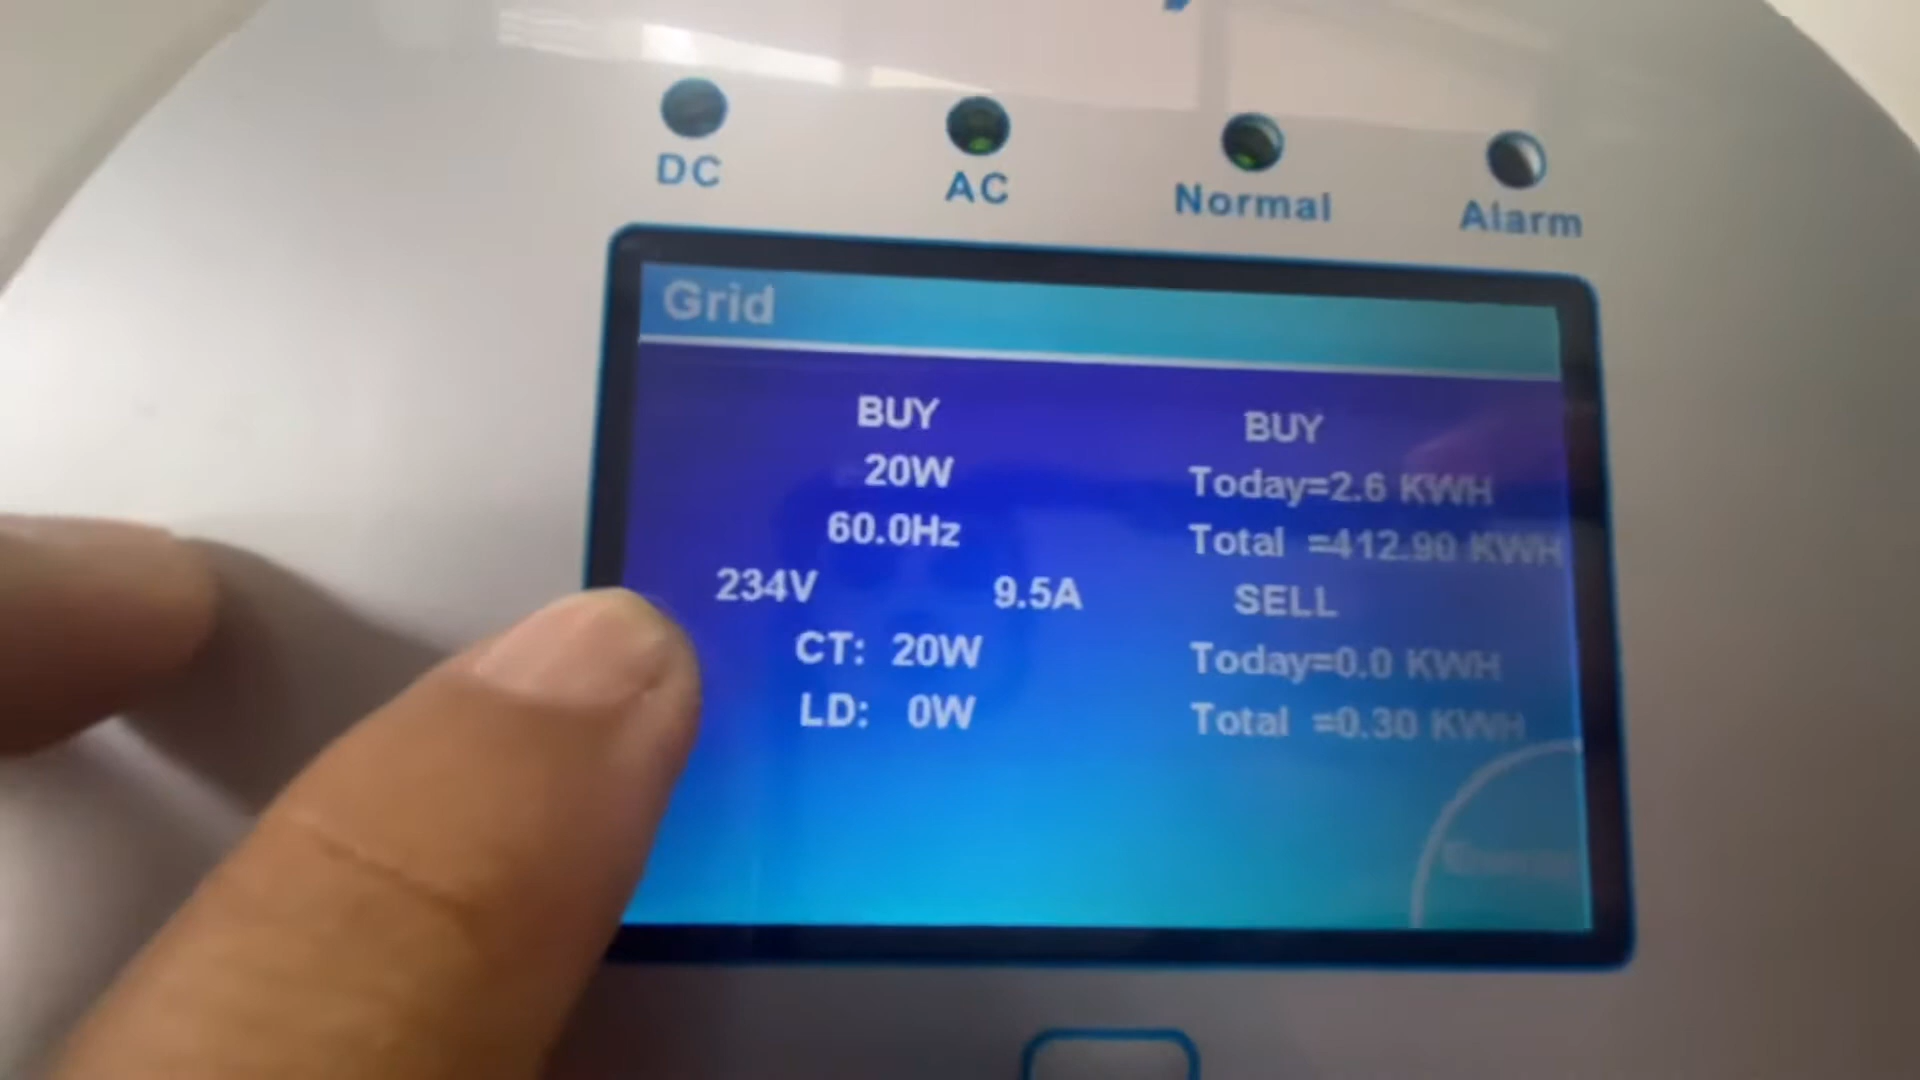 DC
AC
Normal
Alarm
Grid
BUY
20W
60.0Hz
234V 9.5A
CT: 20W
LD: 0W
BUY
Today=2.6 KWH
Total =412.90 KWH
SELL
Today=0.0 KWH
Total =0.30 KWH